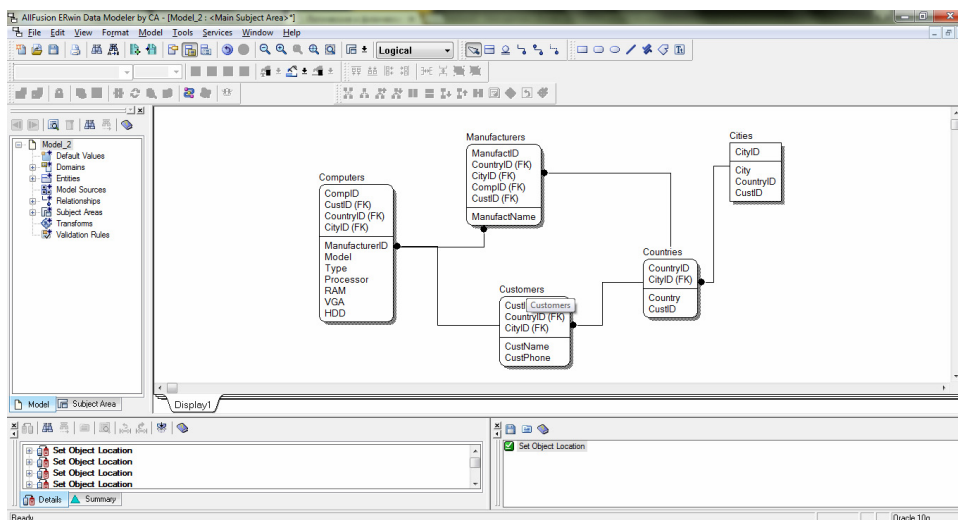 AllFusion ERwin Data Modeler by CA - [Model_2 : <Main Subject Area>*]
File Edit View Format Model Tools Services Window Help
Logical
Model_2
Default Values
Domains
Entities
Model Sources
Relationships
Subject Areas
Transforms
Validation Rules
Model Subject Area
Computers
CompID
CustID (FK)
CountryID (FK)
CityID (FK)
ManufacturerID
Model
Type
Processor
RAM
VGA
HDD
Manufacturers
ManufactID
CountryID (FK)
CityID (FK)
CompID (FK)
CustID (FK)
ManufactName
Cities
CityID
City
CountryID
CustID
Countries
CountryID
CityID (FK)
Country
CustID
Customers
Customers
CountryID (FK)
CityID (FK)
CustName
CustPhone
Display1
Set Object Location
Set Object Location
Set Object Location
Set Object Location
Details Summary
Set Object Location
Ready
Oracle 10g